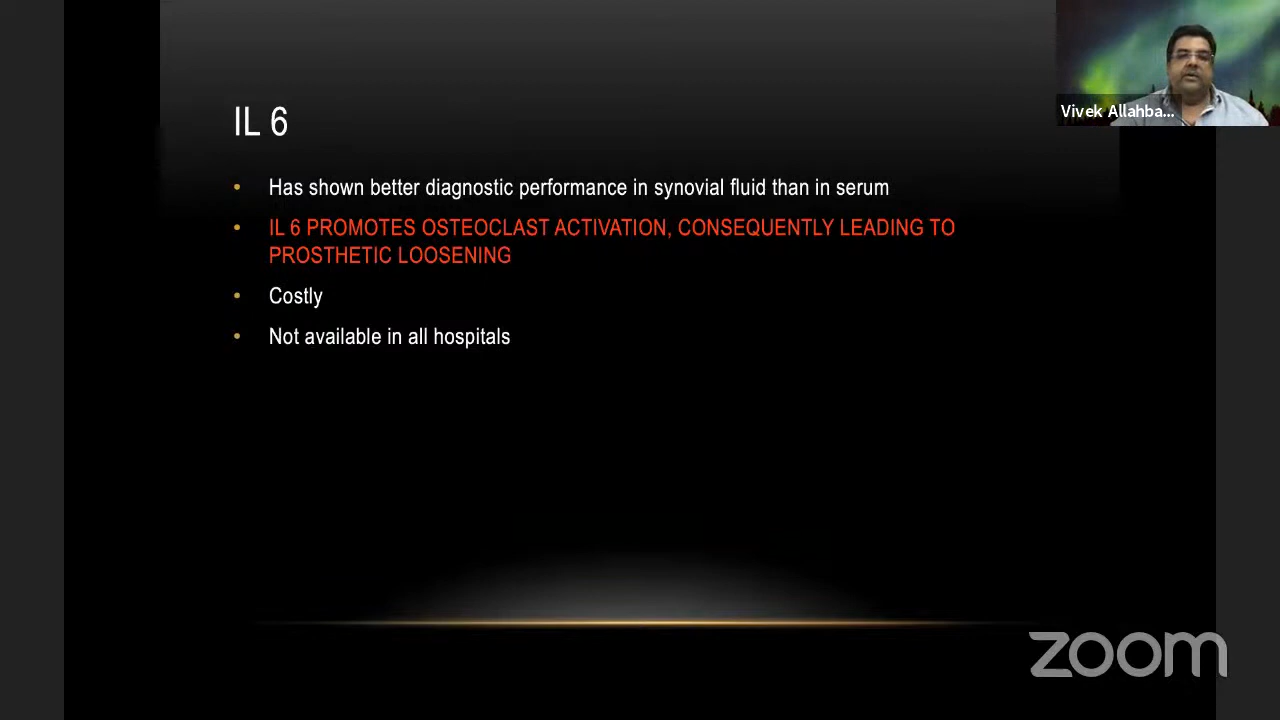 IL 6
• Has shown better diagnostic performance in synovial fluid than in serum
• IL 6 PROMOTES OSTEOCLAST ACTIVATION, CONSEQUENTLY LEADING TO
PROSTHETIC LOOSENING
• Costly
• Not available in all hospitals
Vivek Allahba...
zoom